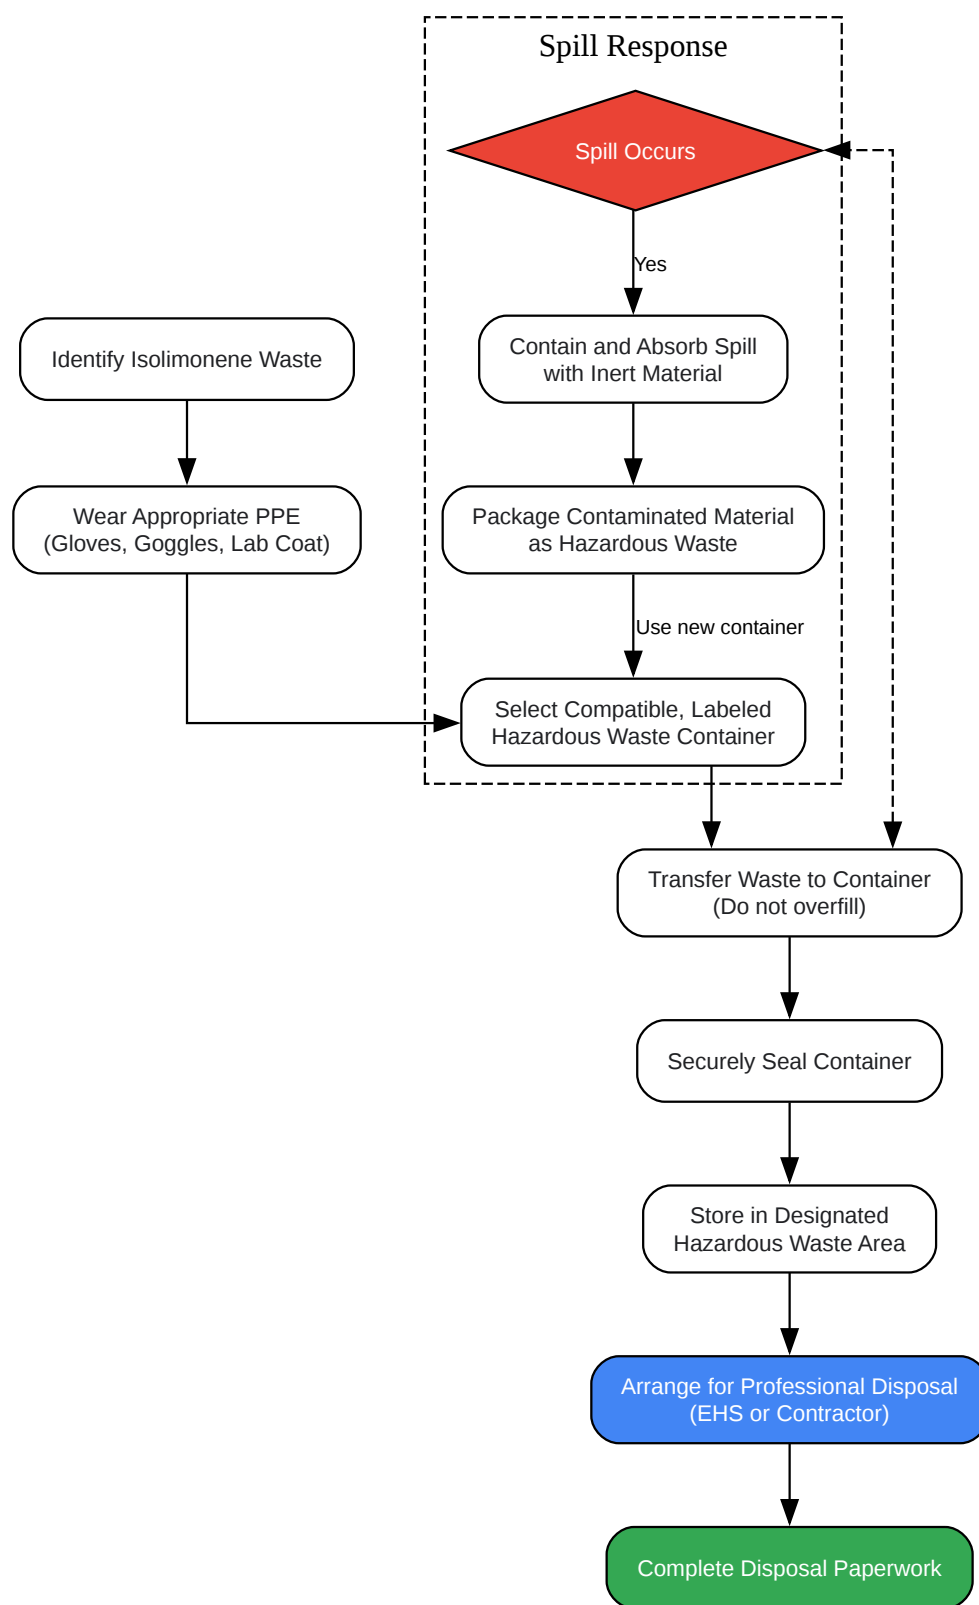 Spill Response
Spill Occurs
Yes
Identify Isolimonene Waste
Contain and Absorb Spill
with Inert Material
Wear Appropriate PPE
(Gloves, Goggles, Lab Coat)
Package Contaminated Material
as Hazardous Waste
Use new container
Select Compatible, Labeled
Hazardous Waste Container
Transfer Waste to Container
(Do not overfill)
Securely Seal Container
Store in Designated
Hazardous Waste Area
Arrange for Professional Disposal
(EHS or Contractor)
Complete Disposal Paperwork